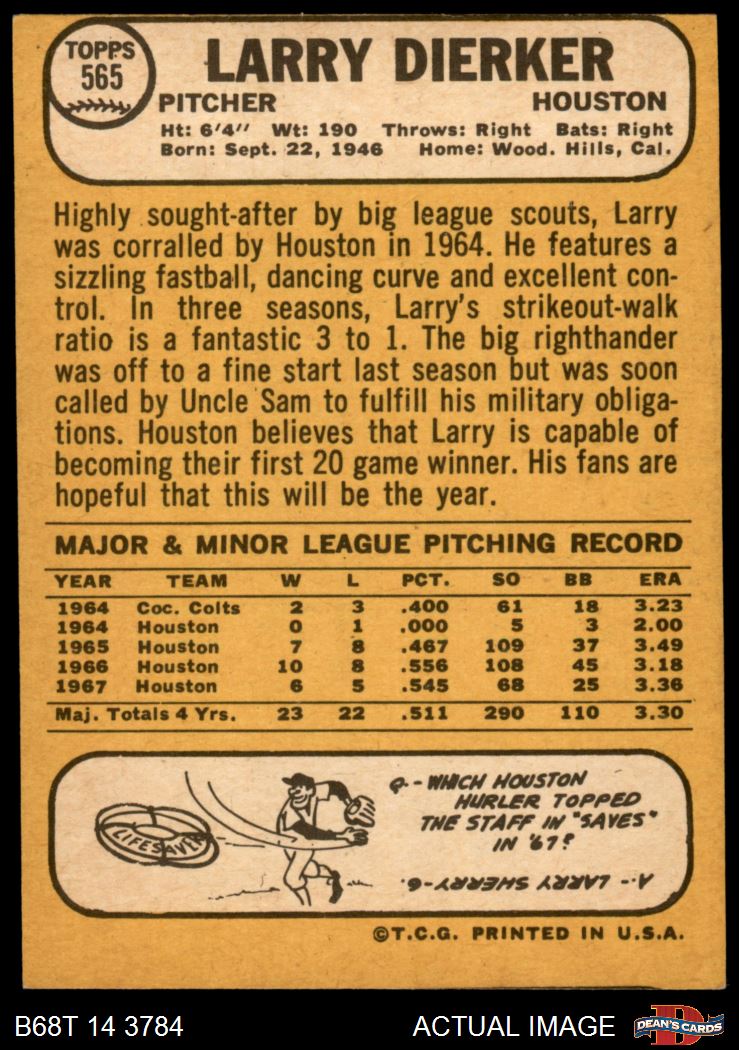 TOPPS
565
LARRY DIERKER
PITCHER HOUSTON
Ht: 6'4" Wt: 190 Throws: Right Bats: Right
Born: Sept. 22, 1946 Home: Wood. Hills, Cal.
Highly sought-after by big league scouts, Larry
was corralled by Houston in 1964. He features a
sizzling fastball, dancing curve and excellent con-
trol. In three seasons, Larry's strikeout-walk
ratio is a fantastic 3 to 1. The big righthander
was off to a fine start last season but was soon
called by Uncle Sam to fulfill his military obliga-
tions. Houston believes that Larry is capable of
becoming their first 20 game winner. His fans are
hopeful that this will be the year.
MAJOR & MINOR LEAGUE PITCHING RECORD
YEAR TEAM W L PCT. SO BB ERA
1964 Coc. Colts 2 3 .400 61 18 3.23
1964 Houston 0 1 .000 5 3 2.00
1965 Houston 7 8 .467 109 37 3.49
1966 Houston 10 8 .556 108 45 3.18
1967 Houston 6 5 .545 68 25 3.36
Maj. Totals 4 Yrs. 23 22 .511 290 110 3.30
LIFESAVER
Q.- WHICH HOUSTON
HURLER TOPPED
THE STAFF IN "SAVES"
IN '67?
A.- LARRY SHERRY-6.
©T.C.G. PRINTED IN U.S.A.
B68T 14 3784 ACTUAL IMAGE
D
DEAN'S CARDS